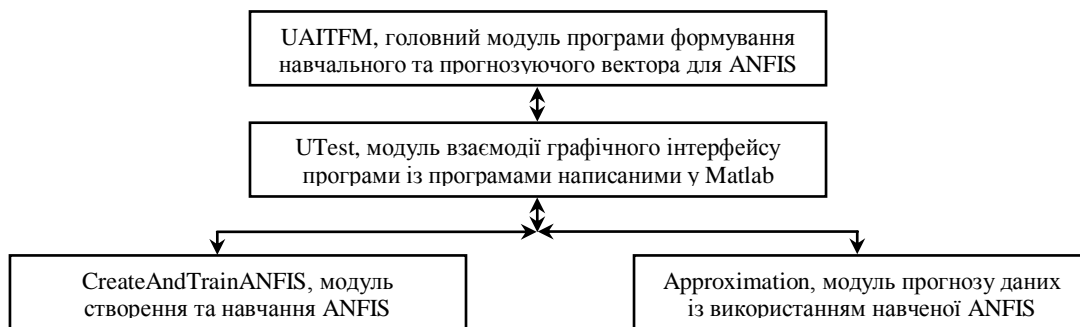 UAITFM, головний модуль програми формування
навчального та прогнозуючого вектора для ANFIS
UTest, модуль взаємодії графічного інтерфейсу
програми із програмами написаними у Matlab
CreateAndTrainANFIS, модуль
створення та навчання ANFIS
Approximation, модуль прогнозу даних
із використанням навченої ANFIS